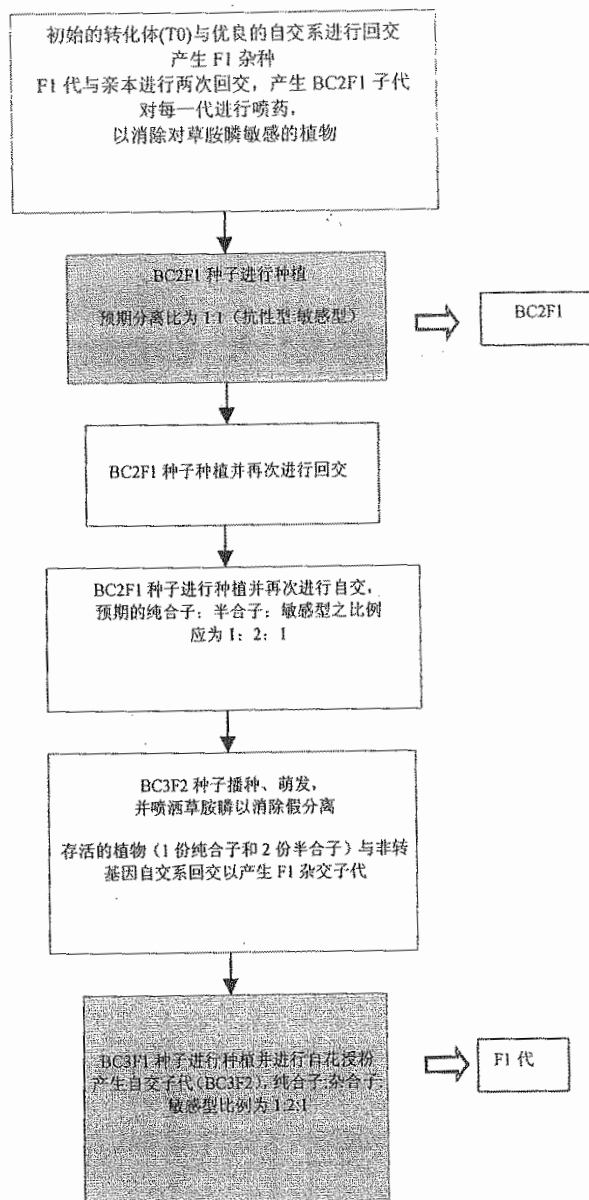 初始的转化体(T0)与优良的自交系进行回交
产生 F1 杂种
F1 代与亲本进行两次回交，产生 BC2F1 子代
对每一代进行喷药，
以消除对草胺膦敏感的植物
BC2F1 种子进行种植
预期分离比为 1:1（抗性型:敏感型）
BC2F1
BC2F1 种子种植并再次进行回交
BC2F1 种子进行种植并再次进行自交，
预期的纯合子：半合子：敏感型之比例
应为 1：2：1
BC3F2 种子播种、萌发，
并喷洒草胺膦以消除假分离
存活的植物（1 份纯合子和 2 份半合子）与非转
基因自交系回交以产生 F1 杂交子代
BC3F1 种子进行种植并进行自花授粉
产生自交子代(BC3F2)，纯合子:杂合子:
敏感型比例为 1:2:1
F1 代